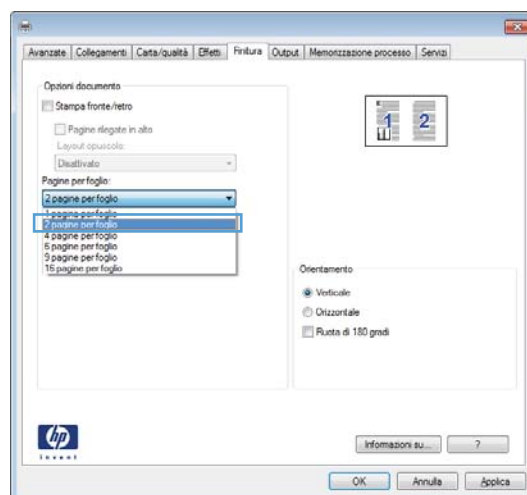 Avanzate Collegamenti Carta/qualità Effetti Finitura Output Memorizzazione processo Servizi
Opzioni documento
Stampa fronte/retro
Pagine rilegate in alto
Layout opuscolo:
Disattivato
Pagine per foglio:
2 pagine per foglio
1 pagine per foglio
2 pagine per foglio
4 pagine per foglio
6 pagine per foglio
9 pagine per foglio
16 pagine per foglio
1 2
Orientamento
Verticale
Orizzontale
Ruota di 180 gradi
hp
invent
Informazioni su... ?
OK Annulla Applica